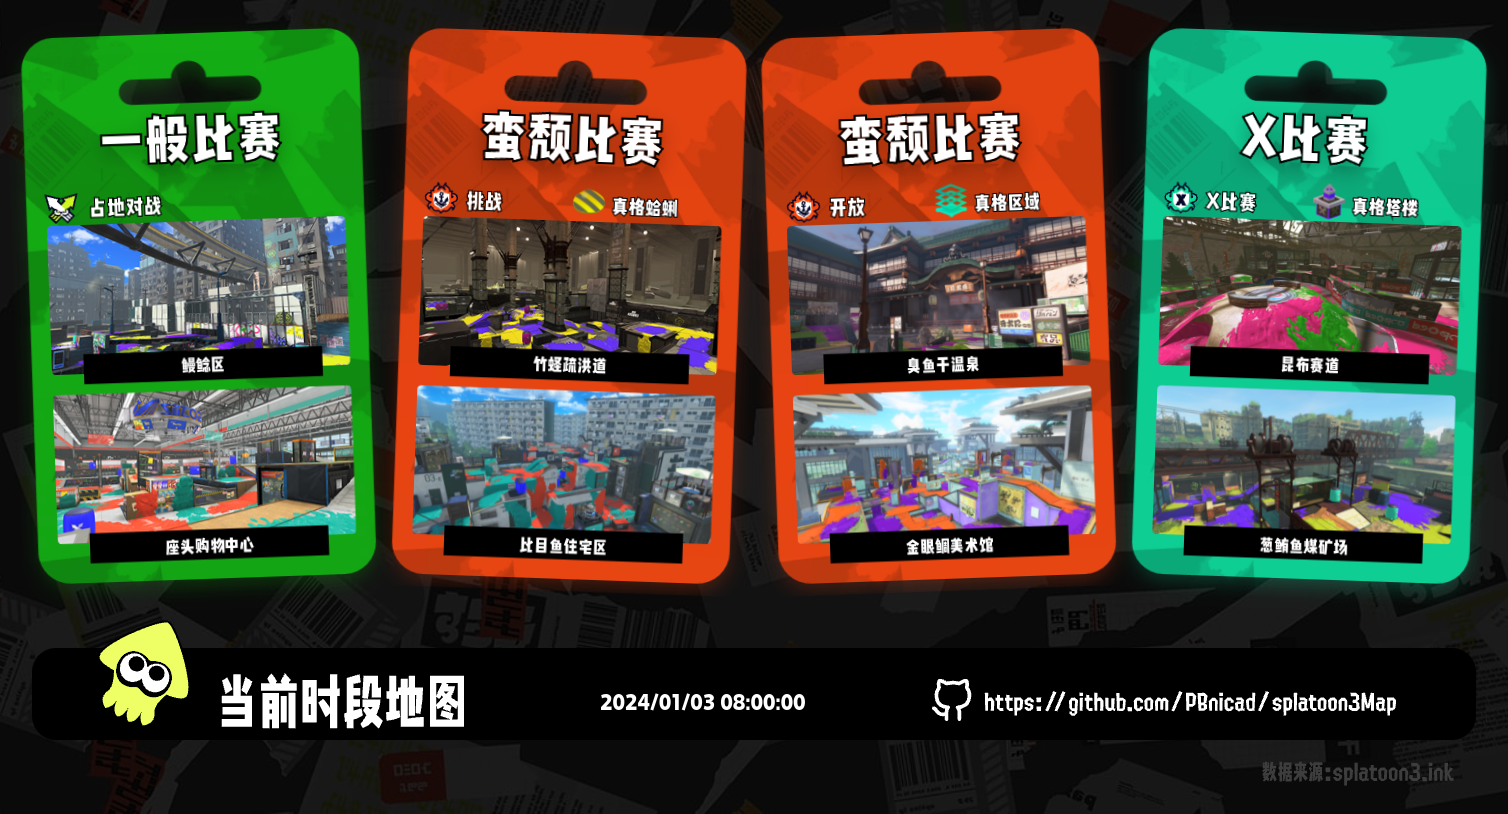 一般比赛
占地对战
鳗鲶区
座头购物中心
蛮颓比赛
挑战
真格蛤蜊
竹蛏疏洪道
比目鱼住宅区
蛮颓比赛
开放
真格区域
臭鱼干温泉
金眼鲷美术馆
X比赛
X比赛
真格塔楼
昆布赛道
葱鲔鱼煤矿场
当前时段地图
2024/01/03 08:00:00
https://github.com/PBnicad/splatoon3Map
数据来源:splatoon3.ink